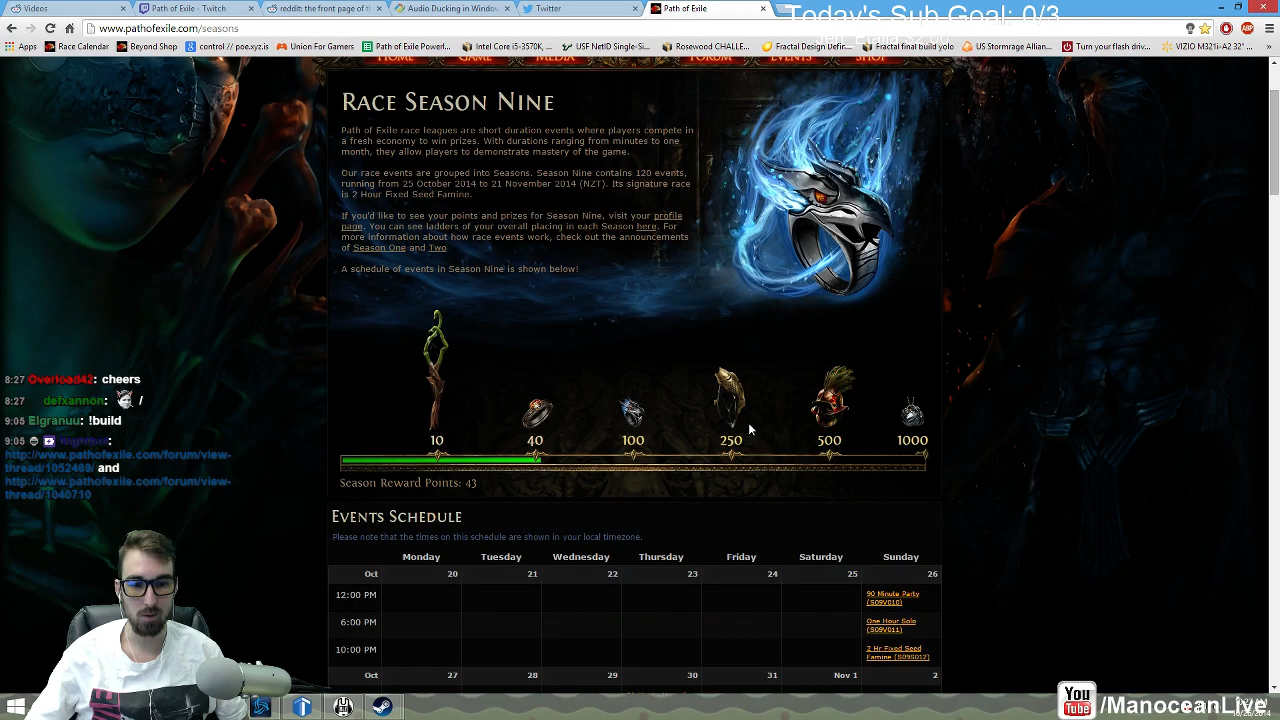 Videos
Path of Exile - Twitch
reddit: the front page of t
Audio Ducking in Window
Twitter
Path of Exile
Today's Sub Goal: 0/3
www.pathofexile.com/seasons
Apps
Race Calendar
Beyond
control userpasswords
Union For Gamers
Path of Exile Power...
Intel Core i5-3570K, ...
USF Double Single-Si...
Rosewood CHALLE...
Fractal Design build yolo
US Stormrage Allian...
Turn your flash driv...
HOME
GAME
MEDIA
FORUM
EVENTS
SHOP
RACE SEASON NINE
Path of Exile race leagues are short duration events where players compete in
a fresh economy to win prizes. With durations ranging from minutes to one
month, they allow players to demonstrate mastery of the game.
Our race events are grouped into Seasons. Season Nine contains 120 events,
running from 25 October 2014 to 21 November 2014 (NZT). Its signature race
is 2 Hour Fixed Seed Famine.
If you'd like to see your points and prizes for Season Nine, visit your profile
page. You can see ladders of your overall placing in each Season here. For
more information about how race events work, check out the announcements
of Season One and Two
A schedule of events in Season Nine is shown below!
10
40
100
250
500
1000
Season Reward Points: 43
8:27 Overload42: cheers
8:27 defxannon: /
9:05 Elgranuu: !build
9:05 Nightbot:
http://www.pathofexile.com/forum/view-
thread/1052469/ and
http://www.pathofexile.com/forum/view-
thread/1040710
EVENTS SCHEDULE
Please note that the times on this schedule are shown in your local timezone.
Monday Tuesday Wednesday Thursday Friday Saturday Sunday
Oct 20 21 22 23 24 25 26
12:00 PM
90 Minute Party
(S09V010)
6:00 PM
One Hour Solo
(S09V011)
10:00 PM
2 Hr Fixed Seed
Famine (S09S012)
Oct 27 28 29 30 31 Nov 1 2
You
Tube
/ManoceanLive